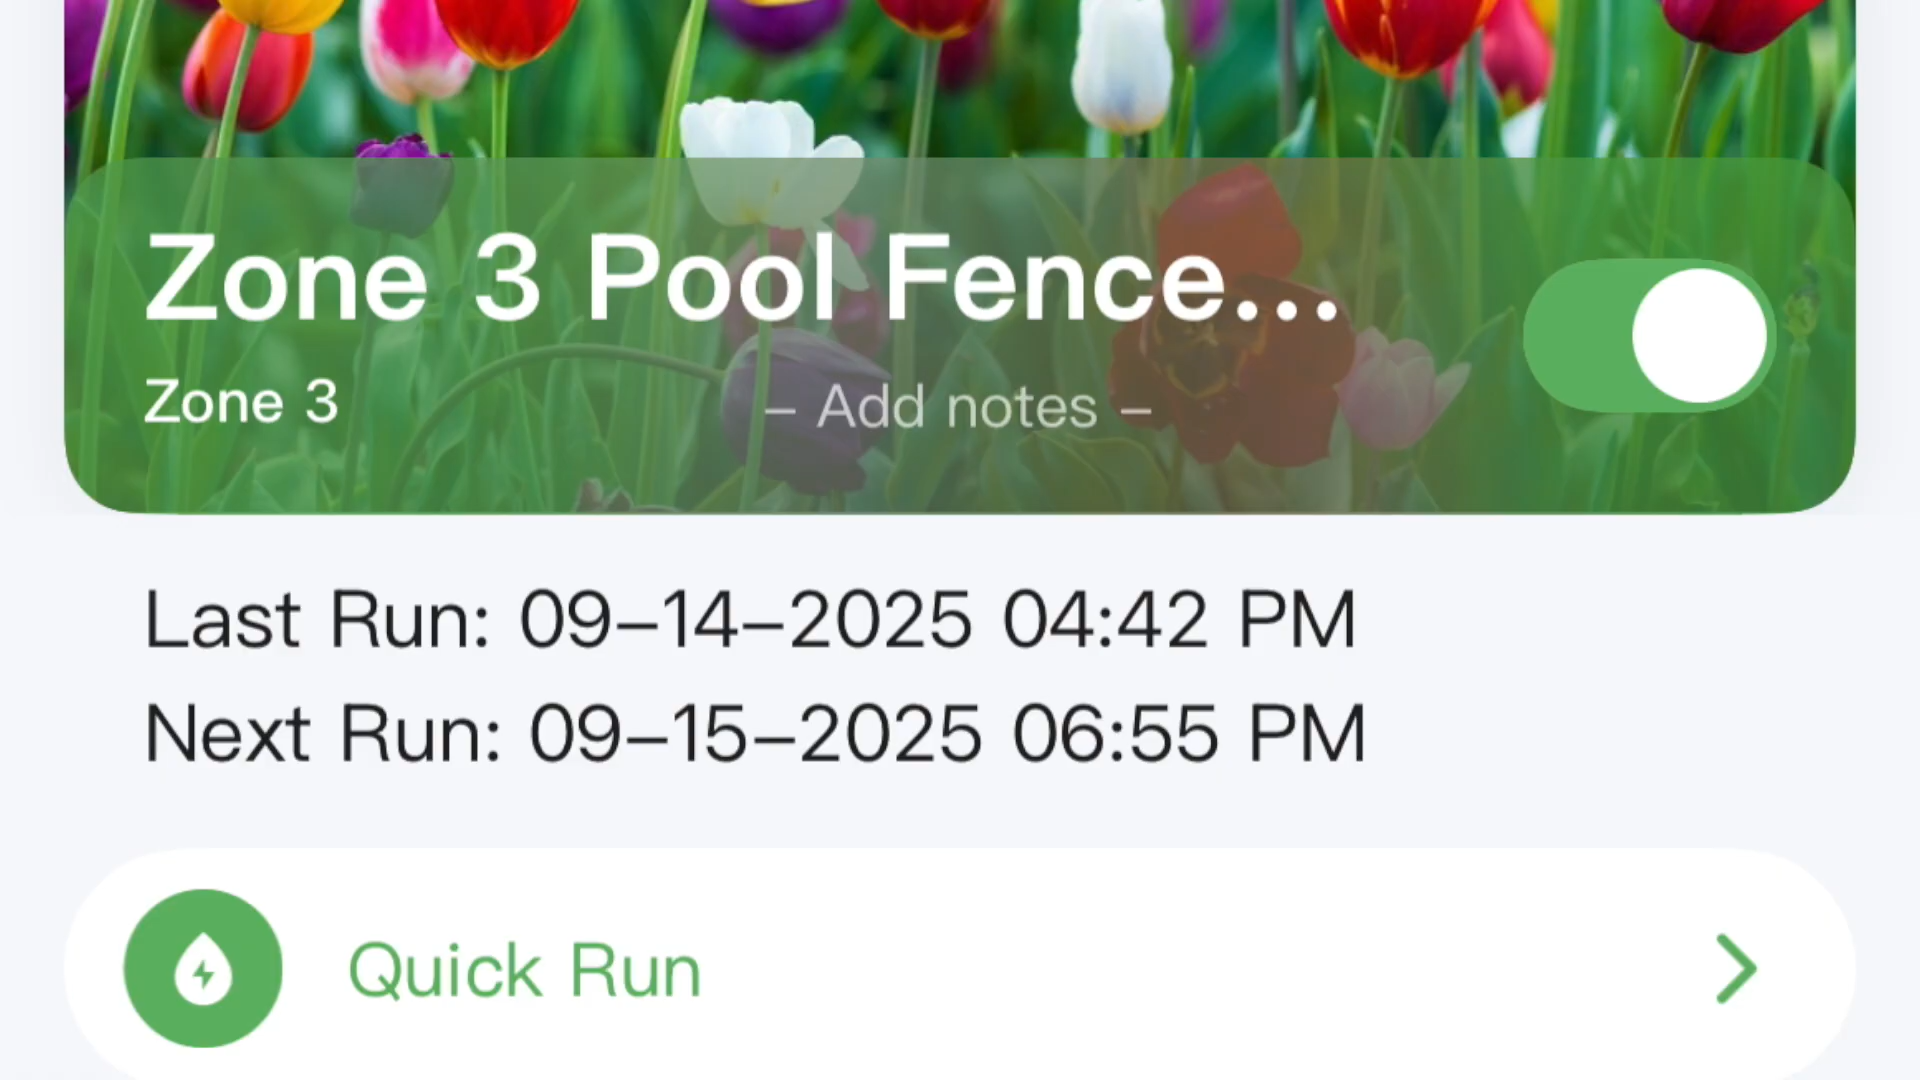 Zone 3 Pool Fence...
Zone 3
– Add notes –
Last Run: 09–14–2025 04:42 PM
Next Run: 09–15–2025 06:55 PM
Quick Run